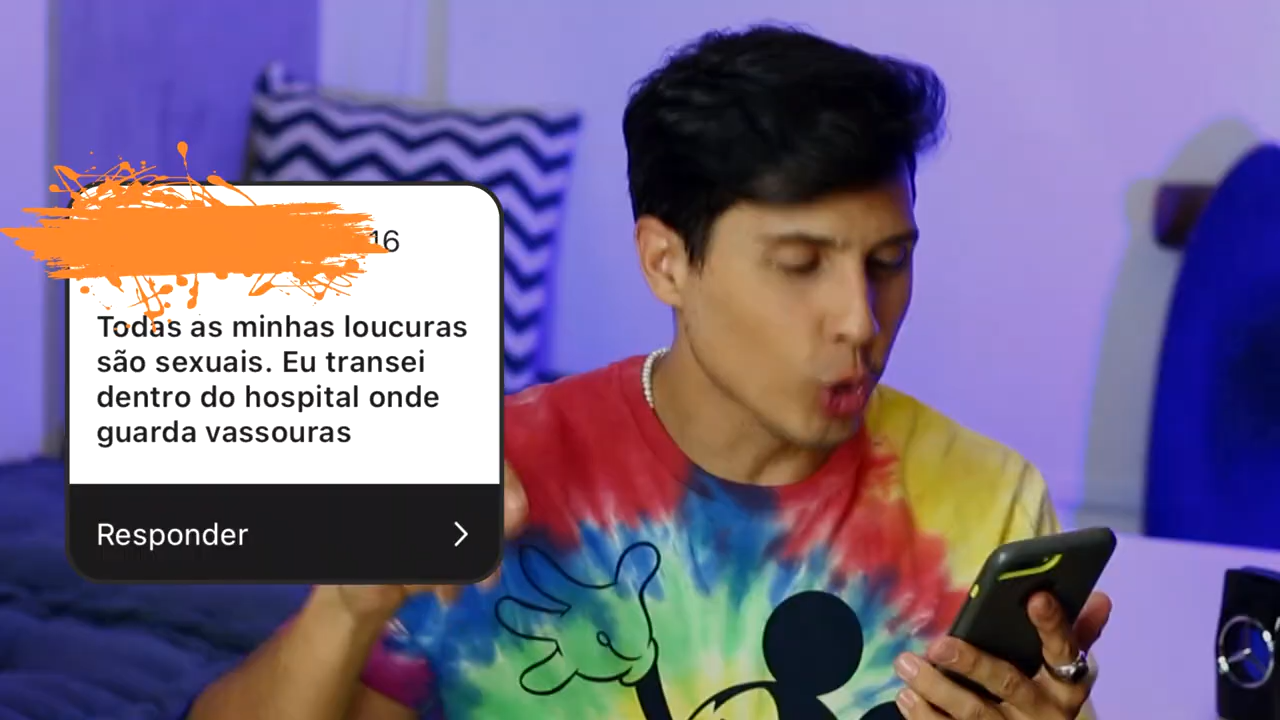 16
Todas as minhas loucuras
são sexuais. Eu transei
dentro do hospital onde
guarda vassouras
Responder